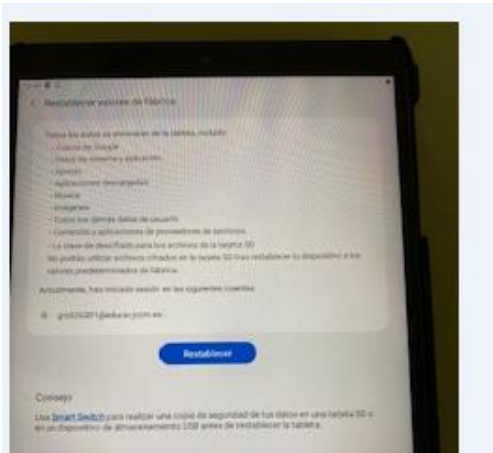 Restablecer valores de fábrica
Todos los datos se eliminarán de la tableta, incluido:
- Cuenta de Google
- Datos de sistema y aplicación
- Ajustes
- Aplicaciones descargadas
- Música
- Imágenes
- Todos los demás datos de usuario
- Contenido y aplicaciones de proveedores de servicios
- La clave de descifrado para los archivos de la tarjeta SD
No podrás utilizar archivos cifrados en la tarjeta SD tras restablecer tu dispositivo a los
valores predeterminados de fábrica.
Actualmente, has iniciado sesión en las siguientes cuentas:
Restablecer
Consejo
Usa Smart Switch para realizar una copia de seguridad de tus datos en una tarjeta SD o
en un dispositivo de almacenamiento USB antes de restablecer la tableta.